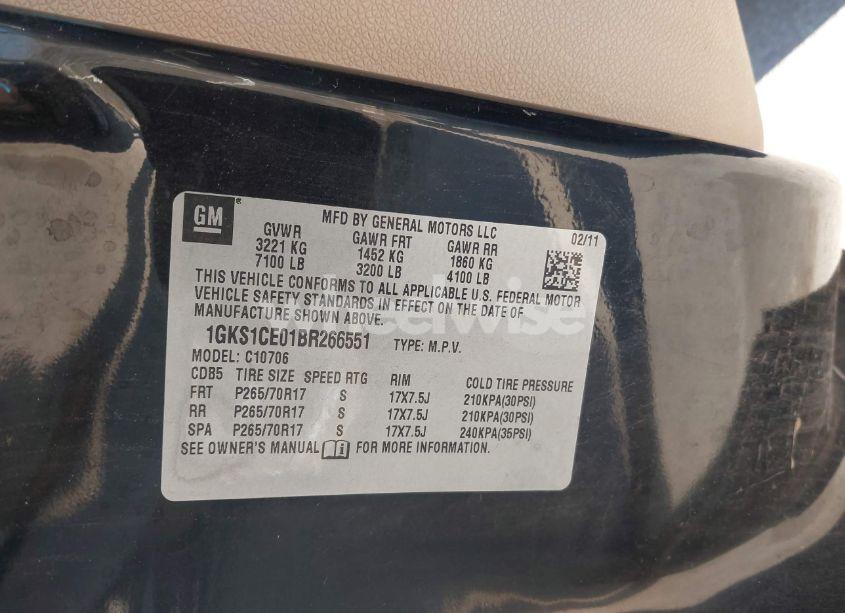 GM ®
MFD BY GENERAL MOTORS LLC
02/11
GVWR GAWR FRT GAWR RR
3221 KG 1452 KG 1860 KG
7100 LB 3200 LB 4100 LB
THIS VEHICLE CONFORMS TO ALL APPLICABLE U.S. FEDERAL MOTOR
VEHICLE SAFETY STANDARDS IN EFFECT ON THE DATE OF
MANUFACTURE SHOWN ABOVE.
1GKS1CE01BR266551 TYPE: M.P.V.
MODEL: C10706
CDB5 TIRE SIZE SPEED RTG RIM COLD TIRE PRESSURE
FRT P265/70R17 S 17X7.5J 210KPA(30PSI)
RR P265/70R17 S 17X7.5J 210KPA(30PSI)
SPA P265/70R17 S 17X7.5J 240KPA(35PSI)
SEE OWNER'S MANUAL i FOR MORE INFORMATION.